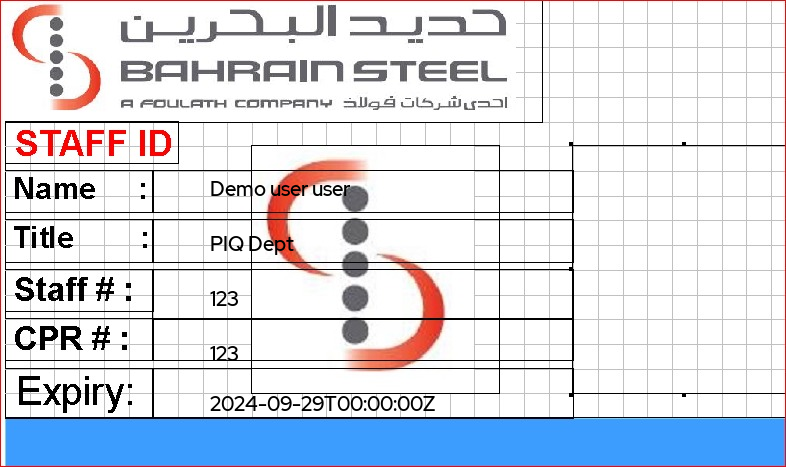 حديد البحرين
BAHRAIN STEEL
A FOULATH COMPANY احدى شركات فولاذ
STAFF ID
Name : Demo user user
Title : PIQ Dept
Staff # : 123
CPR # : 123
Expiry: 2024-09-29T00:00:00Z